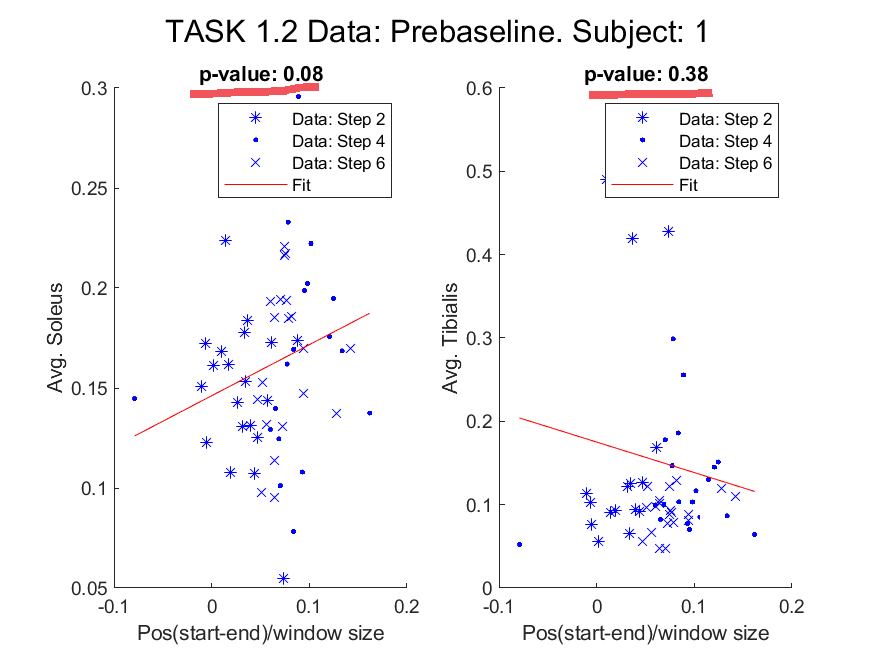 TASK 1.2 Data: Prebaseline. Subject: 1
p-value: 0.08
0.3
0.25
0.2
0.15
0.1
0.05
Avg. Soleus
Data: Step 2
Data: Step 4
Data: Step 6
Fit
-0.1
0
0.1
0.2
Pos(start-end)/window size
p-value: 0.38
0.6
0.5
0.4
0.3
0.2
0.1
0
Avg. Tibialis
Data: Step 2
Data: Step 4
Data: Step 6
Fit
-0.1
0
0.1
0.2
Pos(start-end)/window size